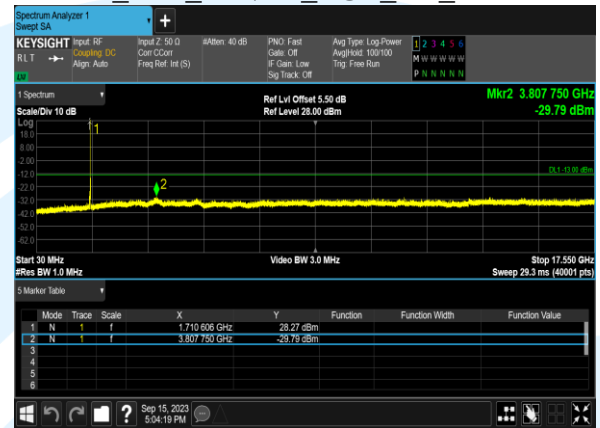 Spectrum Analyzer 1
Swept SA
KEYSIGHT Input: RF Input Z: 50 Ω #Atten: 40 dB PNO: Fast Avg Type: Log-Power 1 2 3 4 5 6
RLT Coupling: DC Corr CCorr Gate: Off Avg|Hold: 100/100 M W W W W W
Align: Auto Freq Ref: Int (S) IF Gain: Low Trig: Free Run
Sig Track: Off P N N N N N
1 Spectrum
Ref Lvl Offset 5.50 dB Mkr2 3.807 750 GHz
Scale/Div 10 dB Ref Level 28.00 dBm -29.79 dBm
Log
18.0
8.00
-2.00
-12.0
-22.0
-32.0
-42.0
-52.0
-62.0
1
2
DL1 -13.00 dBm
Start 30 MHz Video BW 3.0 MHz Stop 17.550 GHz
#Res BW 1.0 MHz Sweep 29.3 ms (40001 pts)
5 Marker Table
Mode Trace Scale X Y Function Function Width Function Value
1 N 1 f 1.710 606 GHz 28.27 dBm
2 N 1 f 3.807 750 GHz -29.79 dBm
3
4
5
6
Sep 15, 2023
5:04:19 PM